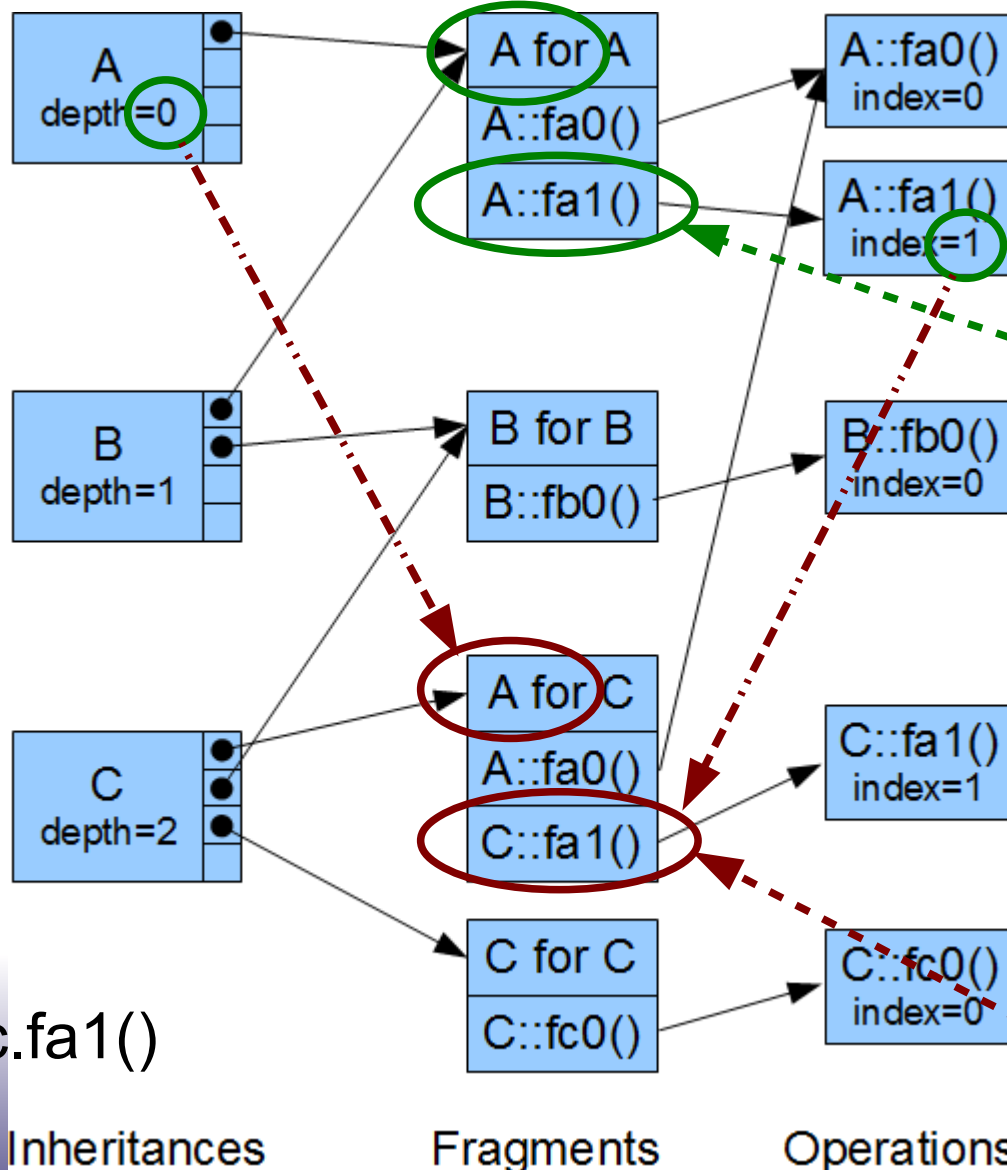 A
depth=0
A for A
A::fa0()
A::fa1()
A::fa0()
index=0
A::fa1()
index=1
B
depth=1
B for B
B::fb0()
B::fb0()
index=0
C
depth=2
A for C
A::fa0()
C::fa1()
C::fa1()
index=1
C for C
C::fc0()
C::fc0()
index=0
c.fa1()
Inheritances
Fragments
Operations